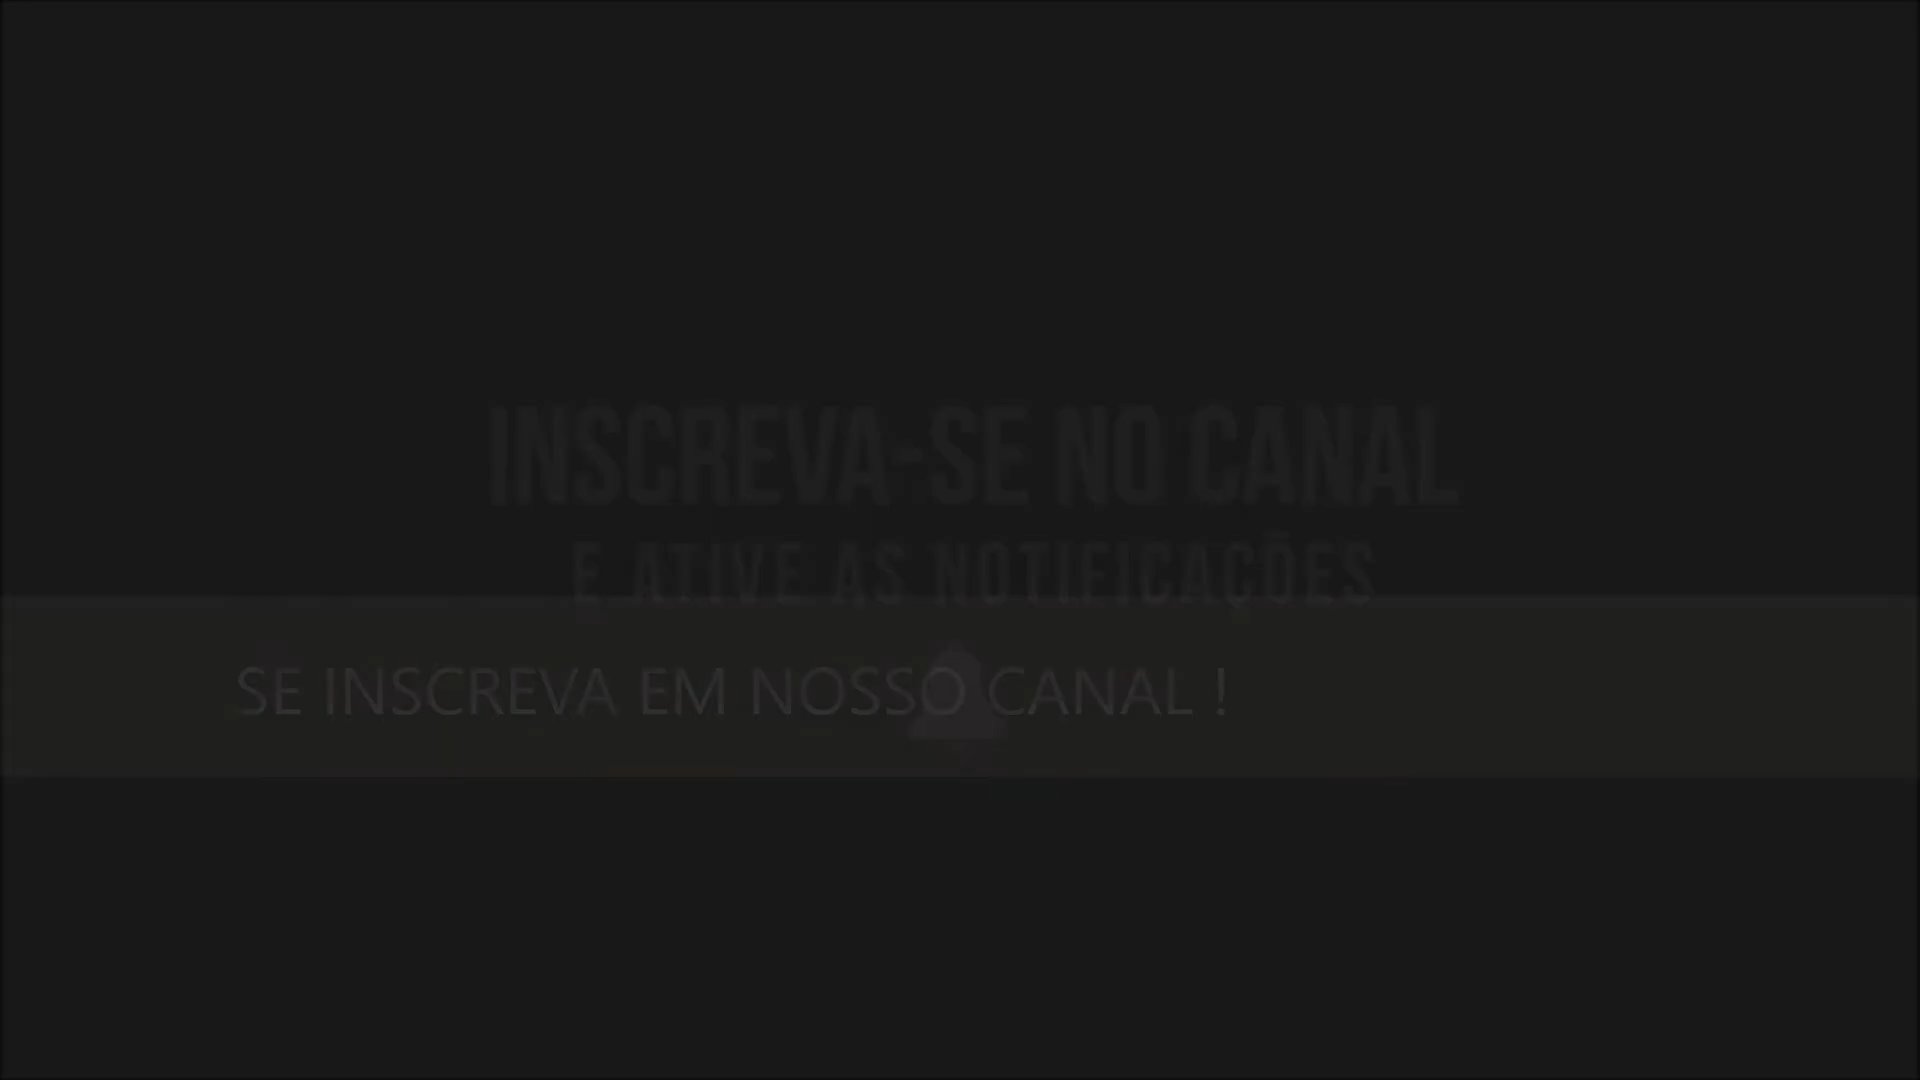 INSCREVA-SE NO CANAL
E ATIVE AS NOTIFICAÇÕES
SE INSCREVA EM NOSSO CANAL !